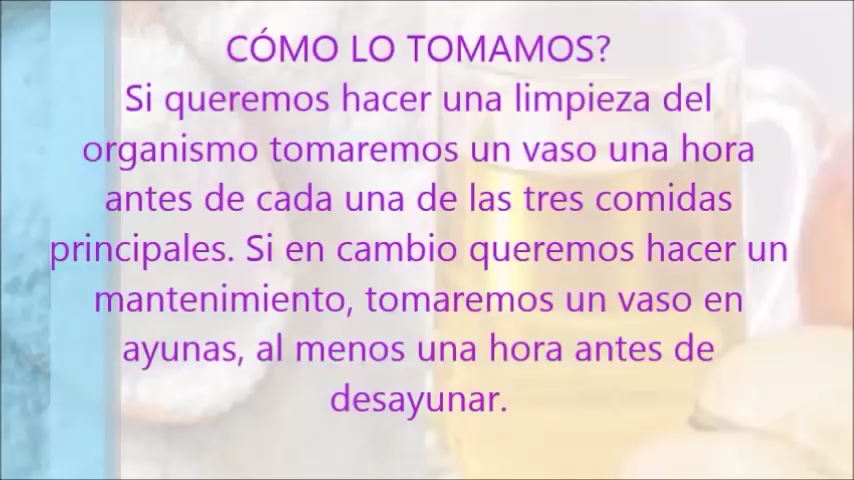 CÓMO LO TOMAMOS?
Si queremos hacer una limpieza del
organismo tomaremos un vaso una hora
antes de cada una de las tres comidas
principales. Si en cambio queremos hacer un
mantenimiento, tomaremos un vaso en
ayunas, al menos una hora antes de
desayunar.